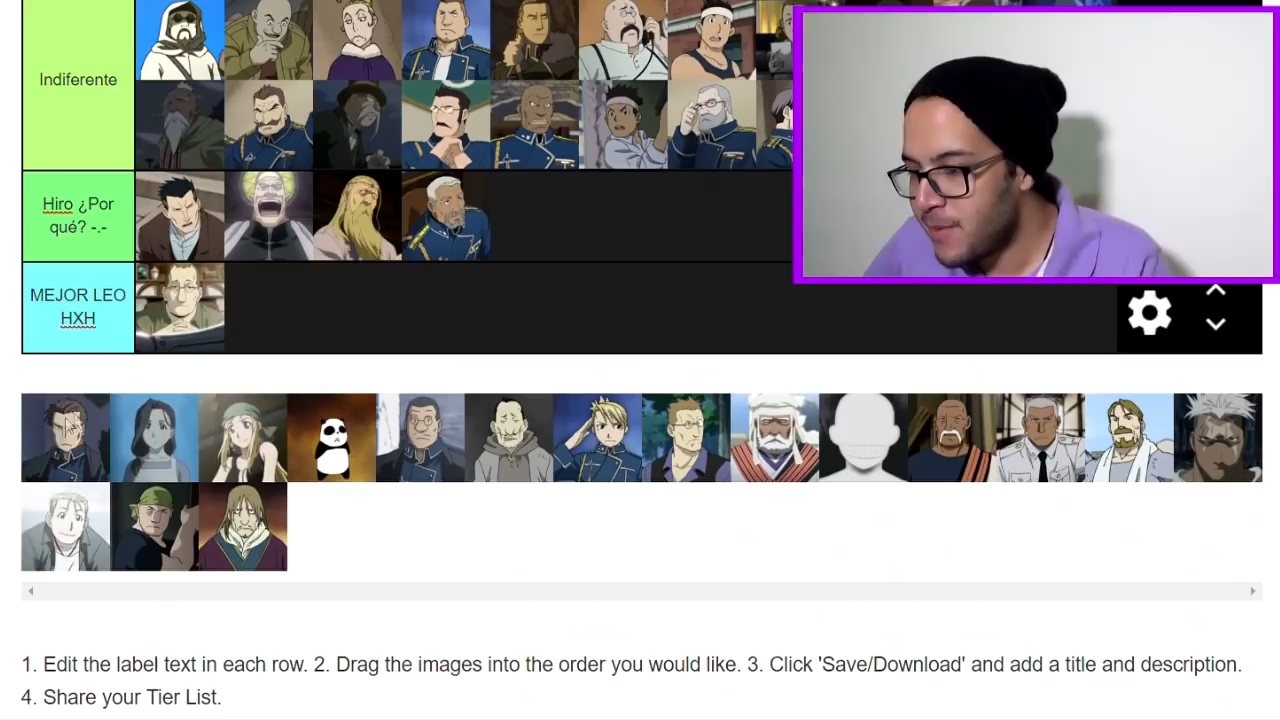 Indiferente
Hiro ¿Por
qué? -.-
MEJOR LEO
HXH
1. Edit the label text in each row. 2. Drag the images into the order you would like. 3. Click 'Save/Download' and add a title and description.
4. Share your Tier List.